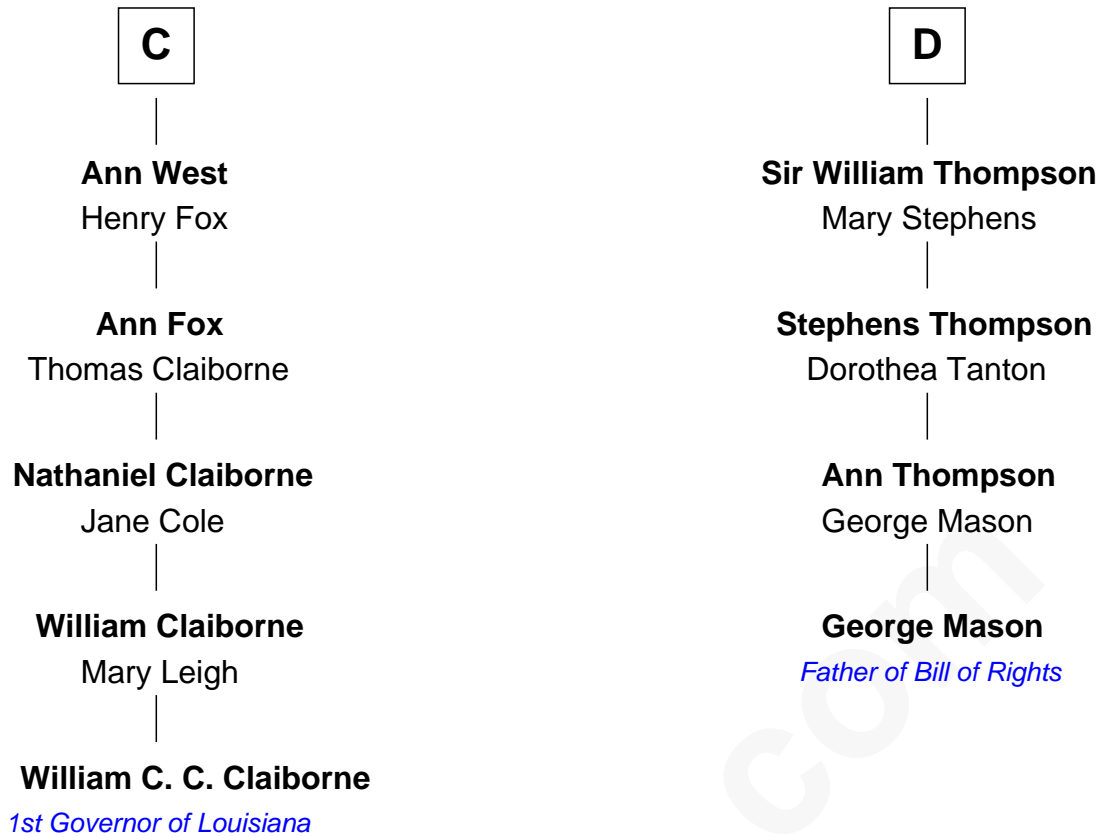 C
Ann West
Henry Fox
Ann Fox
Thomas Claiborne
Nathaniel Claiborne
Jane Cole
William Claiborne
Mary Leigh
William C. C. Claiborne
1st Governor of Louisiana
D
Sir William Thompson
Mary Stephens
Stephens Thompson
Dorothea Tanton
Ann Thompson
George Mason
George Mason
Father of Bill of Rights
com